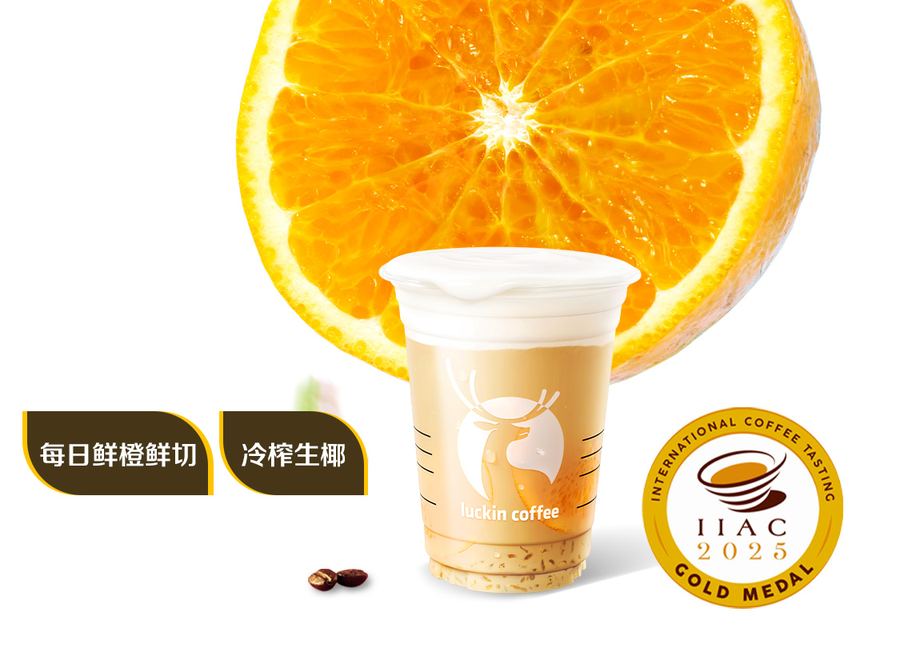 每日鲜橙鲜切
冷榨生椰
luckin coffee
INTERNATIONAL COFFEE TASTING
IIAC
2025
GOLD MEDAL